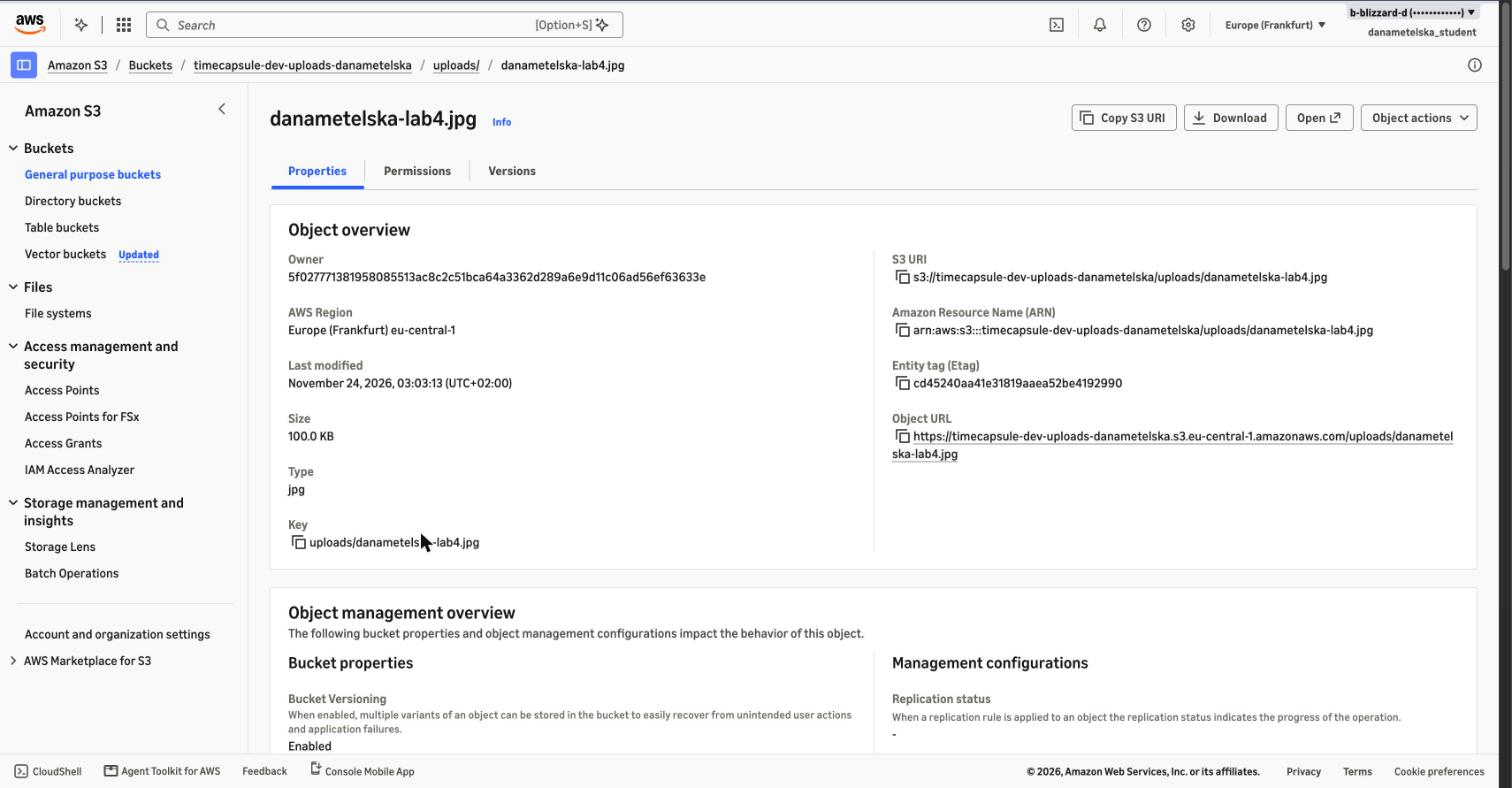 aws
Search
[Option+S]
Europe (Frankfurt)
b-blizzard-d (············)
danametelska_student
Amazon S3 / Buckets / timecapsule-dev-uploads-danametelska / uploads/ / danametelska-lab4.jpg
Amazon S3
Buckets
General purpose buckets
Directory buckets
Table buckets
Vector buckets Updated
Files
File systems
Access management and
security
Access Points
Access Points for FSx
Access Grants
IAM Access Analyzer
Storage management and
insights
Storage Lens
Batch Operations
Account and organization settings
AWS Marketplace for S3
danametelska-lab4.jpg Info
Copy S3 URI
Download
Open
Object actions
Properties
Permissions
Versions
Object overview
Owner
5f027771381958085513ac8c2c51bca64a3362d289a6e9d11c06ad56ef63633e
AWS Region
Europe (Frankfurt) eu-central-1
Last modified
November 24, 2026, 03:03:13 (UTC+02:00)
Size
100.0 KB
Type
jpg
Key
uploads/danametels -lab4.jpg
S3 URI
s3://timecapsule-dev-uploads-danametelska/uploads/danametelska-lab4.jpg
Amazon Resource Name (ARN)
arn:aws:s3:::timecapsule-dev-uploads-danametelska/uploads/danametelska-lab4.jpg
Entity tag (Etag)
cd45240aa41e31819aaea52be4192990
Object URL
https://timecapsule-dev-uploads-danametelska.s3.eu-central-1.amazonaws.com/uploads/danametel
ska-lab4.jpg
Object management overview
The following bucket properties and object management configurations impact the behavior of this object.
Bucket properties
Bucket Versioning
When enabled, multiple variants of an object can be stored in the bucket to easily recover from unintended user actions
and application failures.
Enabled
Management configurations
Replication status
When a replication rule is applied to an object the replication status indicates the progress of the operation.
-
CloudShell
Agent Toolkit for AWS
Feedback
Console Mobile App
© 2026, Amazon Web Services, Inc. or its affiliates.
Privacy
Terms
Cookie preferences